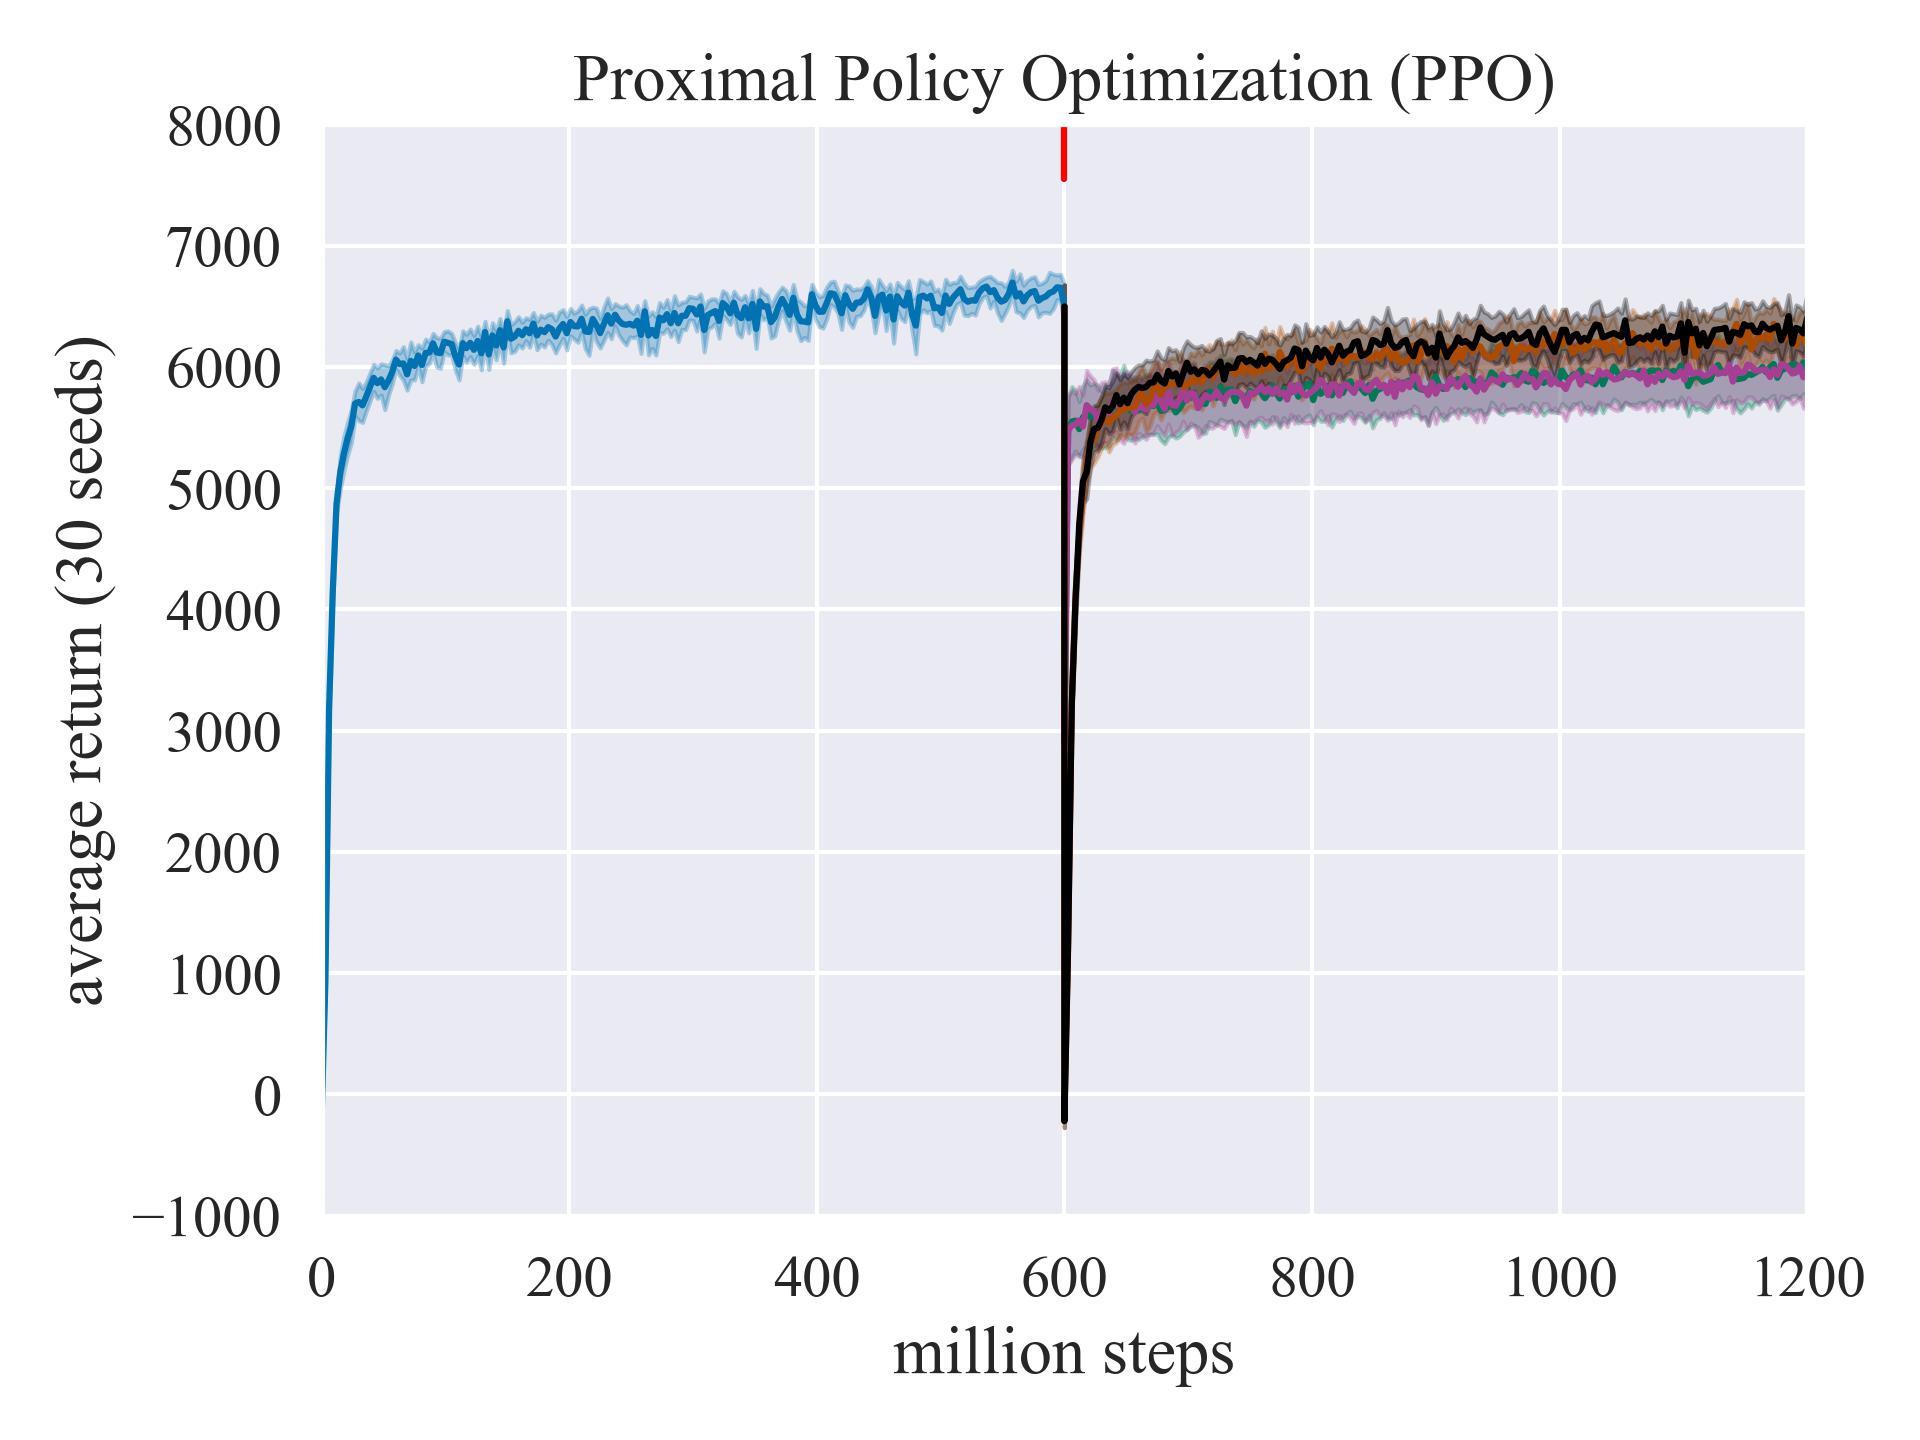 Proximal Policy Optimization (PPO)
8000
7000
6000
5000
4000
3000
2000
1000
0
−1000
average return (30 seeds)
0 200 400 600 800 1000 1200
million steps